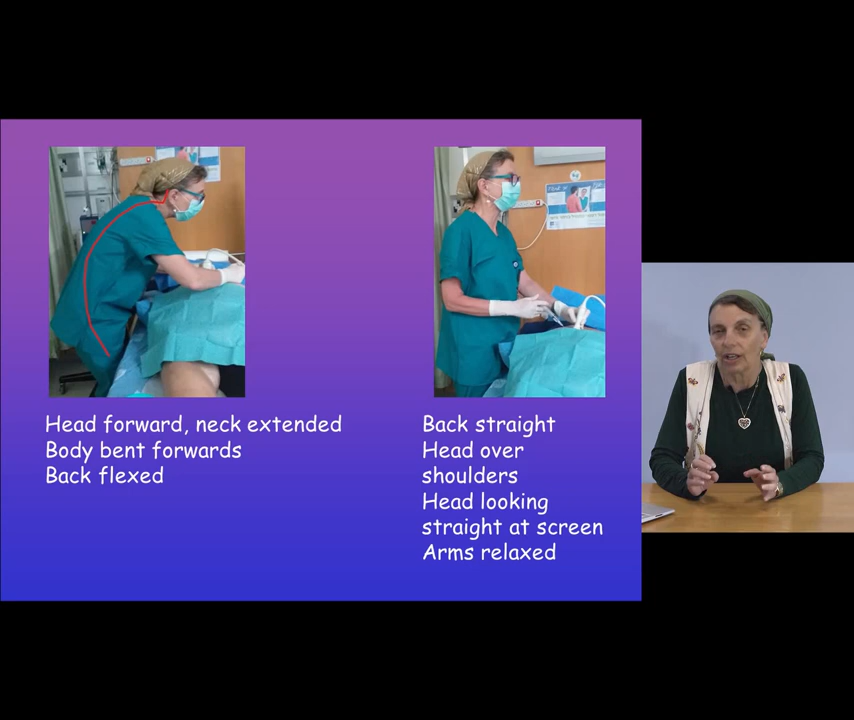 Head forward, neck extended
Body bent forwards
Back flexed
Back straight
Head over
shoulders
Head looking
straight at screen
Arms relaxed